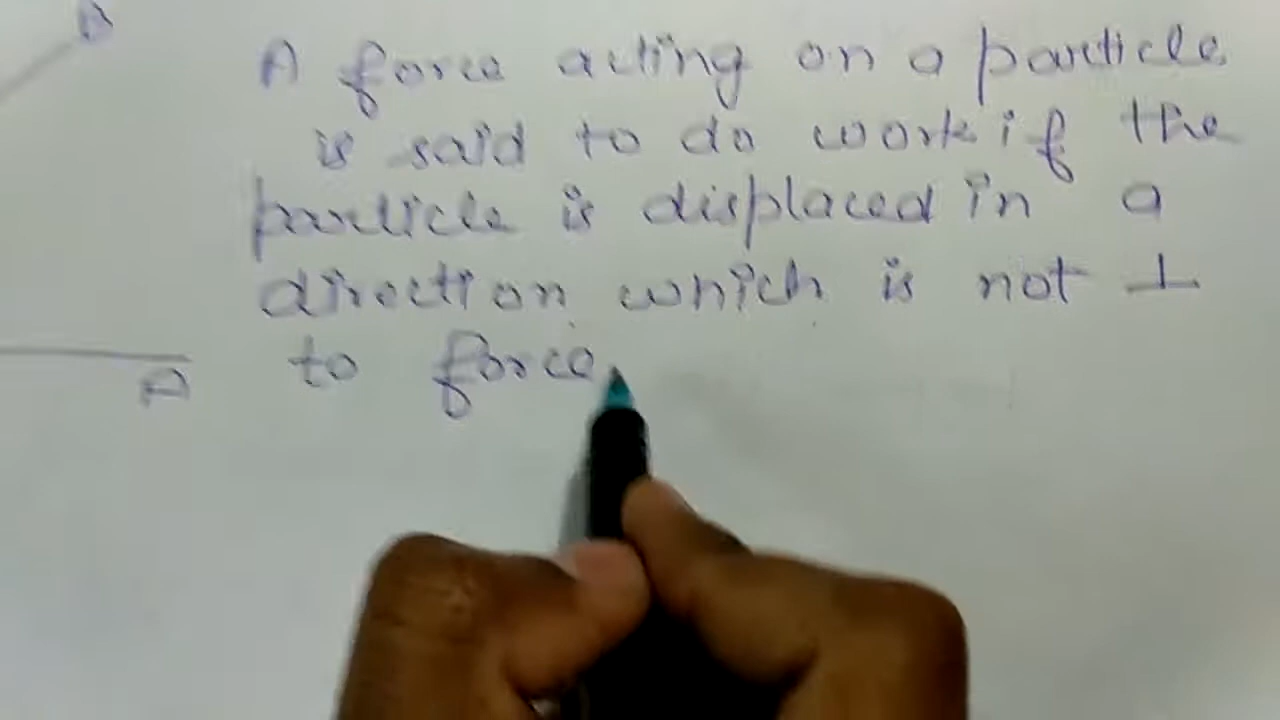 B
A force acting on a particle
is said to do work if the
particle is displaced in a
direction which is not ⊥
to force.
A